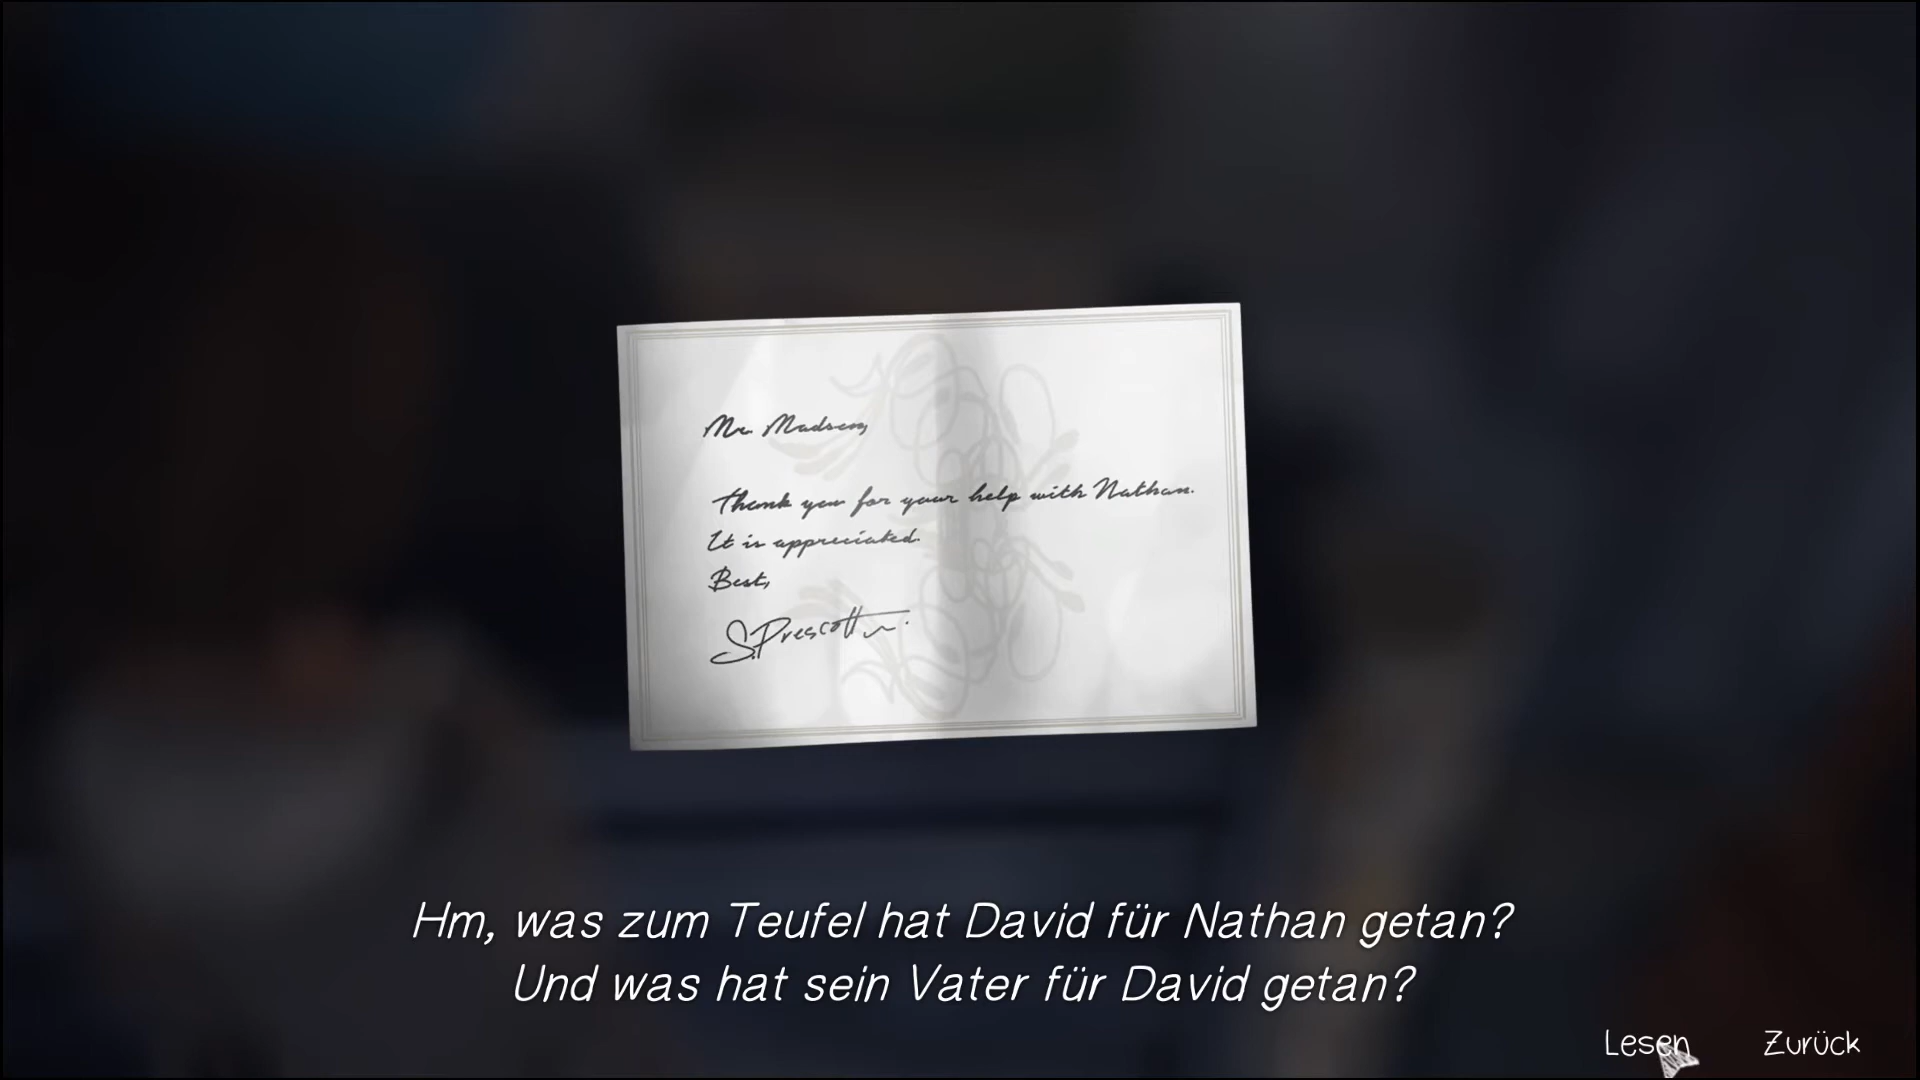 Mr. Madsen,
Thank you for your help with Nathan.
It is appreciated.
Best,
S.Prescott
Hm, was zum Teufel hat David für Nathan getan?
Und was hat sein Vater für David getan?
Lesen
Zurück